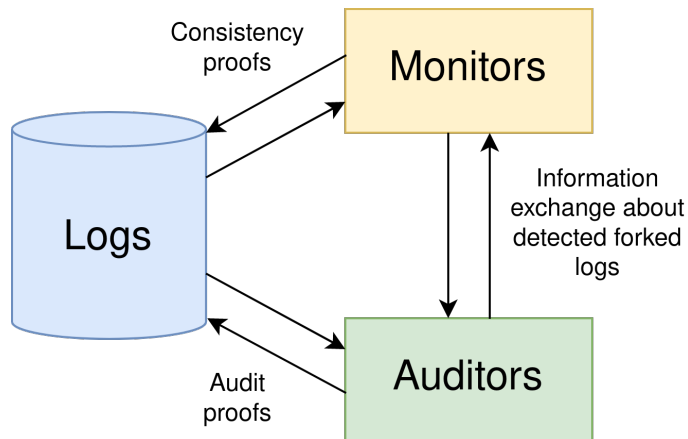 Consistency
proofs
Monitors
Logs
Information
exchange about
detected forked
logs
Auditors
Audit
proofs